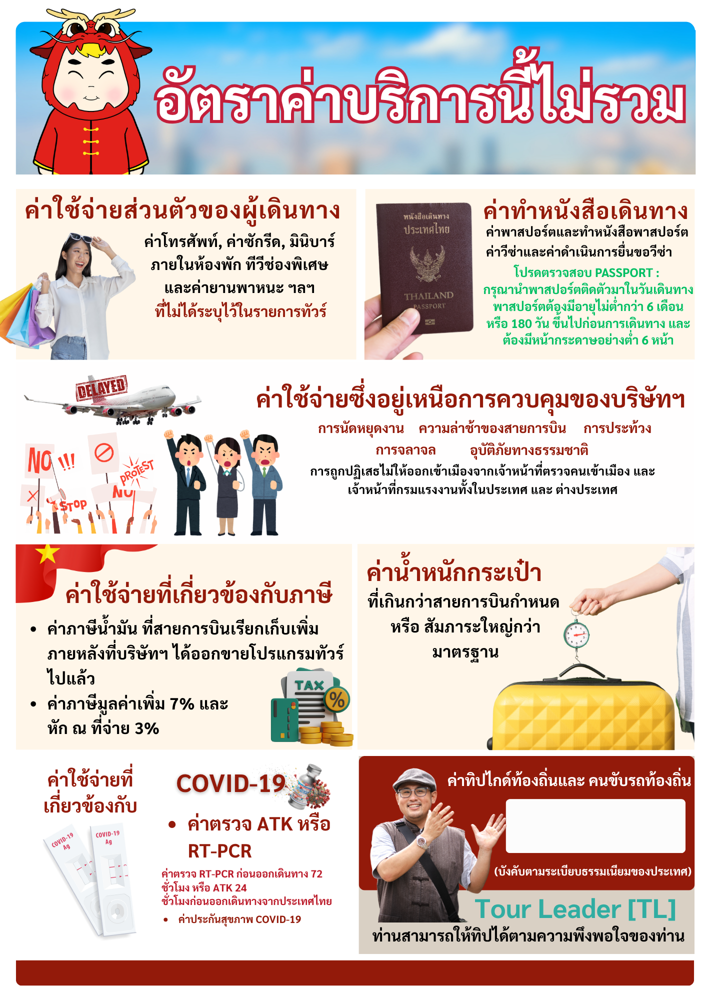 อัตราค่าบริการนี้ไม่รวม
ค่าใช้จ่ายส่วนตัวของผู้เดินทาง
ค่าโทรศัพท์, ค่าซักรีด, มินิบาร์
ภายในห้องพัก ทีวีช่องพิเศษ
และค่ายานพาหนะ ฯลฯ
ที่ไม่ได้ระบุไว้ในรายการทัวร์
หนังสือเดินทาง
ประเทศไทย
THAILAND
PASSPORT
ค่าทำหนังสือเดินทาง
ค่าพาสปอร์ตและทำหนังสือพาสปอร์ต
ค่าวีซ่าและค่าดำเนินการยื่นขอวีซ่า
โปรดตรวจสอบ PASSPORT :
กรุณานำพาสปอร์ตติดตัวมาในวันเดินทาง
พาสปอร์ตต้องมีอายุไม่ต่ำกว่า 6 เดือน
หรือ 180 วัน ขึ้นไปก่อนการเดินทาง และ
ต้องมีหน้ากระดาษอย่างต่ำ 6 หน้า
DELAYED
NO
!!!
PROTEST
NO
STOP
ค่าใช้จ่ายซึ่งอยู่เหนือการควบคุมของบริษัทฯ
การนัดหยุดงาน ความล่าช้าของสายการบิน การประท้วง
การจลาจล อุบัติภัยทางธรรมชาติ
การถูกปฏิเสธไม่ให้ออกเข้าเมืองจากเจ้าหน้าที่ตรวจคนเข้าเมือง และ
เจ้าหน้าที่กรมแรงงานทั้งในประเทศ และ ต่างประเทศ
ค่าใช้จ่ายที่เกี่ยวข้องกับภาษี
• ค่าภาษีน้ำมัน ที่สายการบินเรียกเก็บเพิ่ม
ภายหลังที่บริษัทฯ ได้ออกขายโปรแกรมทัวร์
ไปแล้ว
• ค่าภาษีมูลค่าเพิ่ม 7% และ
หัก ณ ที่จ่าย 3%
TAX
%
ค่าน้ำหนักกระเป๋า
ที่เกินกว่าสายการบินกำหนด
หรือ สัมภาระใหญ่กว่า
มาตรฐาน
ค่าใช้จ่ายที่
เกี่ยวข้องกับ
COVID-19
Ag
COVID-19
Ag
COVID-19
• ค่าตรวจ ATK หรือ
RT-PCR
ค่าตรวจ RT-PCR ก่อนออกเดินทาง 72
ชั่วโมง หรือ ATK 24
ชั่วโมงก่อนออกเดินทางจากประเทศไทย
• ค่าประกันสุขภาพ COVID-19
ค่าทิปไกด์ท้องถิ่นและ คนขับรถท้องถิ่น
(บังคับตามระเบียบธรรมเนียมของประเทศ)
Tour Leader [TL]
ท่านสามารถให้ทิปได้ตามความพึงพอใจของท่าน